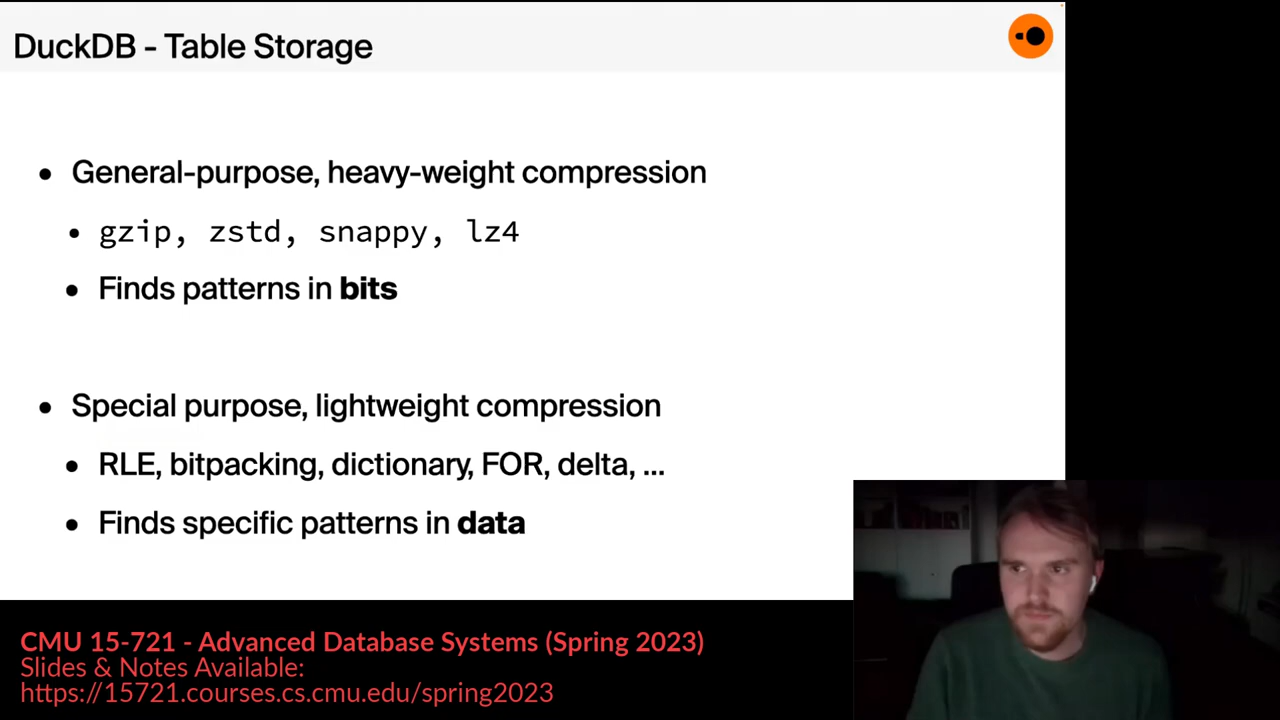 DuckDB - Table Storage
• General-purpose, heavy-weight compression
• gzip, zstd, snappy, lz4
• Finds patterns in bits
• Special purpose, lightweight compression
• RLE, bitpacking, dictionary, FOR, delta, ...
• Finds specific patterns in data
CMU 15-721 - Advanced Database Systems (Spring 2023)
Slides & Notes Available:
https://15721.courses.cs.cmu.edu/spring2023